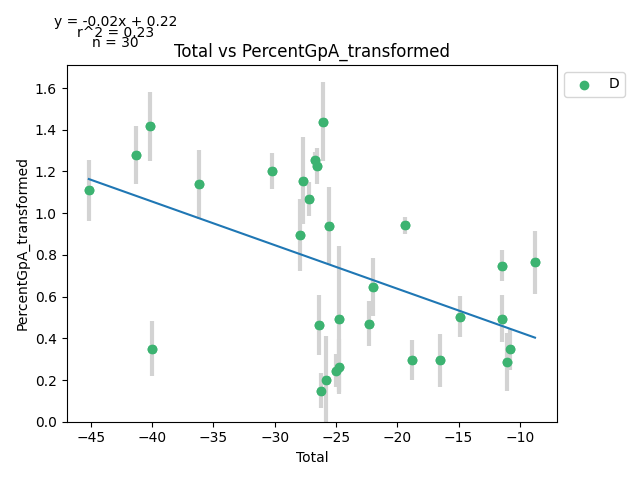 y = -0.02x + 0.22
r^2 = 0.23
n = 30
Total vs PercentGpA_transformed
D
PercentGpA_transformed
1.6
1.4
1.2
1.0
0.8
0.6
0.4
0.2
0.0
−45 −40 −35 −30 −25 −20 −15 −10
Total